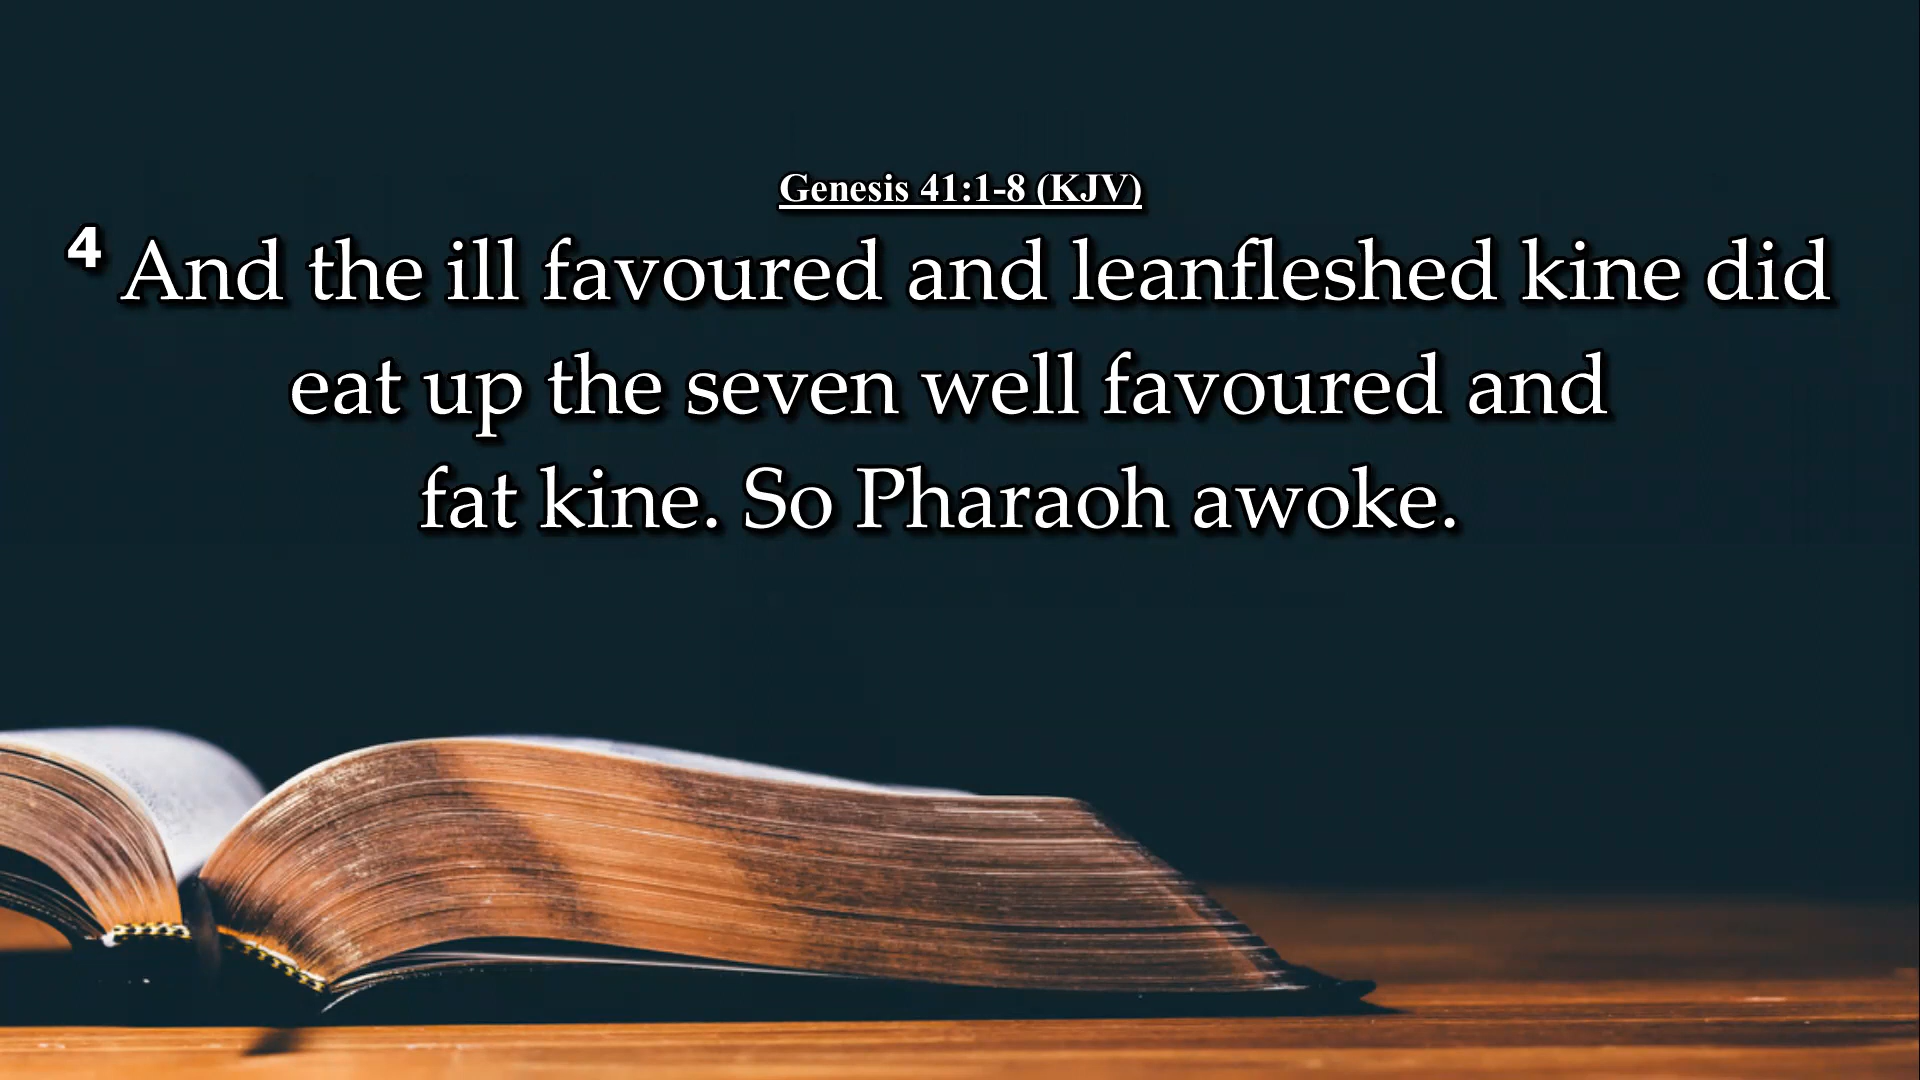 Genesis 41:1-8 (KJV)
4 And the ill favoured and leanfleshed kine did
eat up the seven well favoured and
fat kine. So Pharaoh awoke.